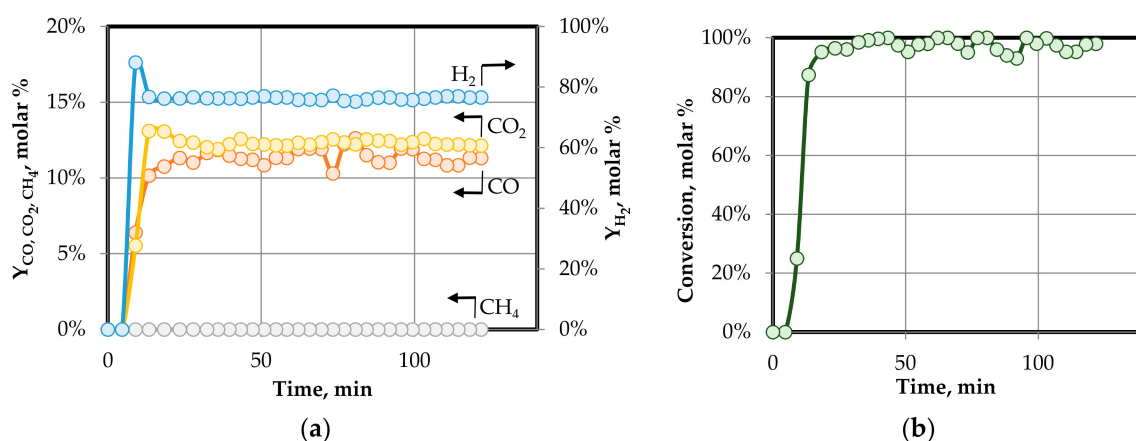 20%
15%
10%
5%
0%
Y_CO, CO₂, CH₄, molar %
100%
80%
60%
40%
20%
0%
Y_H₂, molar %
H₂
CO₂
CO
CH₄
0 50 100
Time, min
(a)
100%
80%
60%
40%
20%
0%
Conversion, molar %
0 50 100
Time, min
(b)